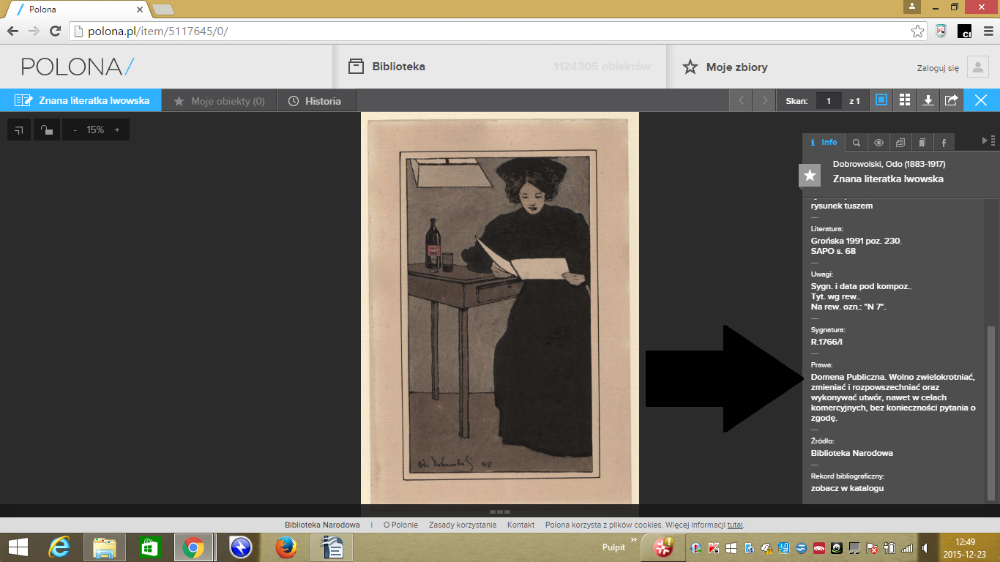 Polona
polona.pl/item/5117645/0/
POLONA/
Biblioteka
1124305 obiektów
Moje zbiory
Zaloguj się
Znana literatka lwowska
Moje obiekty (0)
Historia
Skan: 1 z 1
- 15% +
Info
Dobrowolski, Odo (1883-1917)
Znana literatka lwowska
rysunek tuszem
Literatura:
Grońska 1991 poz. 230.
SAPO s. 68
Uwagi:
Sygn. i data pod kompoz..
Tyt. wg rew..
Na rew. ozn.: "N 7".
Sygnatura:
R.1766/I
Prawa:
Domena Publiczna. Wolno zwielokrotniać,
zmieniać i rozpowszechniać oraz
wykonywać utwór, nawet w celach
komercyjnych, bez konieczności pytania o
zgodę.
Źródło:
Biblioteka Narodowa
Rekord bibliograficzny:
zobacz w katalogu
Biblioteka Narodowa | O Polonie Zasady korzystania Kontakt Polona korzysta z plików cookies. Więcej informacji tutaj.
Pulpit
12:49
2015-12-23